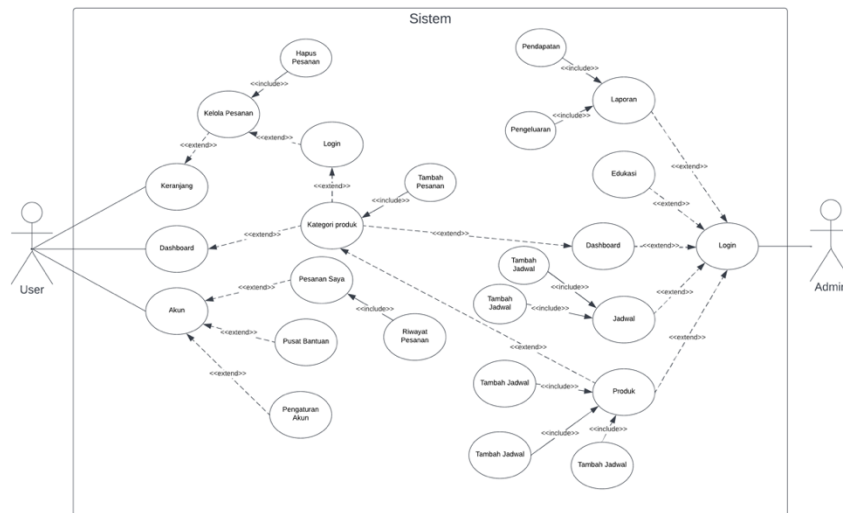 Sistem
Hapus
Pesanan
<<include>>
Kelola Pesanan
<<extend>>
<<extend>>
Login
Keranjang
<<extend>>
Tambah
Pesanan
<<include>>
User
Dashboard
<<extend>>
Kategori produk
<<extend>>
Akun
<<extend>>
Pesanan Saya
<<include>>
Riwayat
Pesanan
<<extend>>
Pusat Bantuan
<<extend>>
Pengaturan
Akun
Pendapatan
<<include>>
Laporan
Pengeluaran
<<include>>
<<extend>>
Edukasi
<<extend>>
Dashboard
<<extend>>
Login
Admin
Tambah
Jadwal
<<include>>
Tambah
Jadwal
<<include>>
Jadwal
<<extend>>
<<extend>>
Tambah Jadwal
<<include>>
Produk
<<extend>>
Tambah Jadwal
<<include>>
<<include>>
Tambah Jadwal